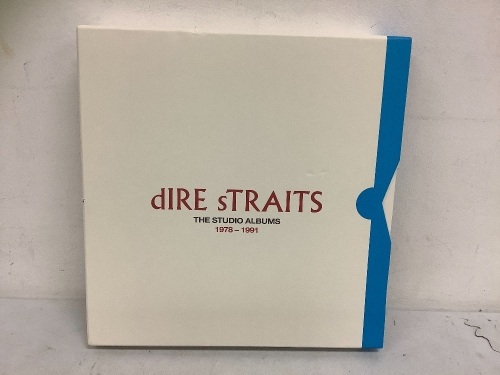 dIRE sTRAITS
THE STUDIO ALBUMS
1978 – 1991